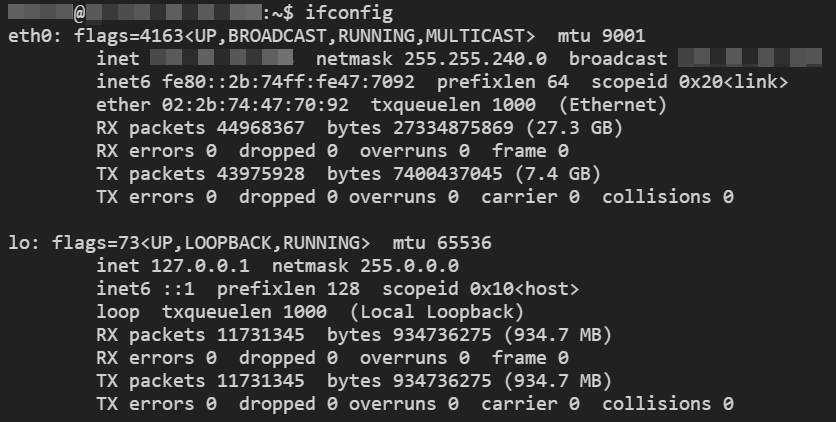 @:~$ ifconfig
eth0: flags=4163<UP,BROADCAST,RUNNING,MULTICAST>  mtu 9001
        inet  netmask 255.255.240.0  broadcast
        inet6 fe80::2b:74ff:fe47:7092  prefixlen 64  scopeid 0x20<link>
        ether 02:2b:74:47:70:92  txqueuelen 1000  (Ethernet)
        RX packets 44968367  bytes 27334875869 (27.3 GB)
        RX errors 0  dropped 0  overruns 0  frame 0
        TX packets 43975928  bytes 7400437045 (7.4 GB)
        TX errors 0  dropped 0 overruns 0  carrier 0  collisions 0

lo: flags=73<UP,LOOPBACK,RUNNING>  mtu 65536
        inet 127.0.0.1  netmask 255.0.0.0
        inet6 ::1  prefixlen 128  scopeid 0x10<host>
        loop  txqueuelen 1000  (Local Loopback)
        RX packets 11731345  bytes 934736275 (934.7 MB)
        RX errors 0  dropped 0  overruns 0  frame 0
        TX packets 11731345  bytes 934736275 (934.7 MB)
        TX errors 0  dropped 0 overruns 0  carrier 0  collisions 0